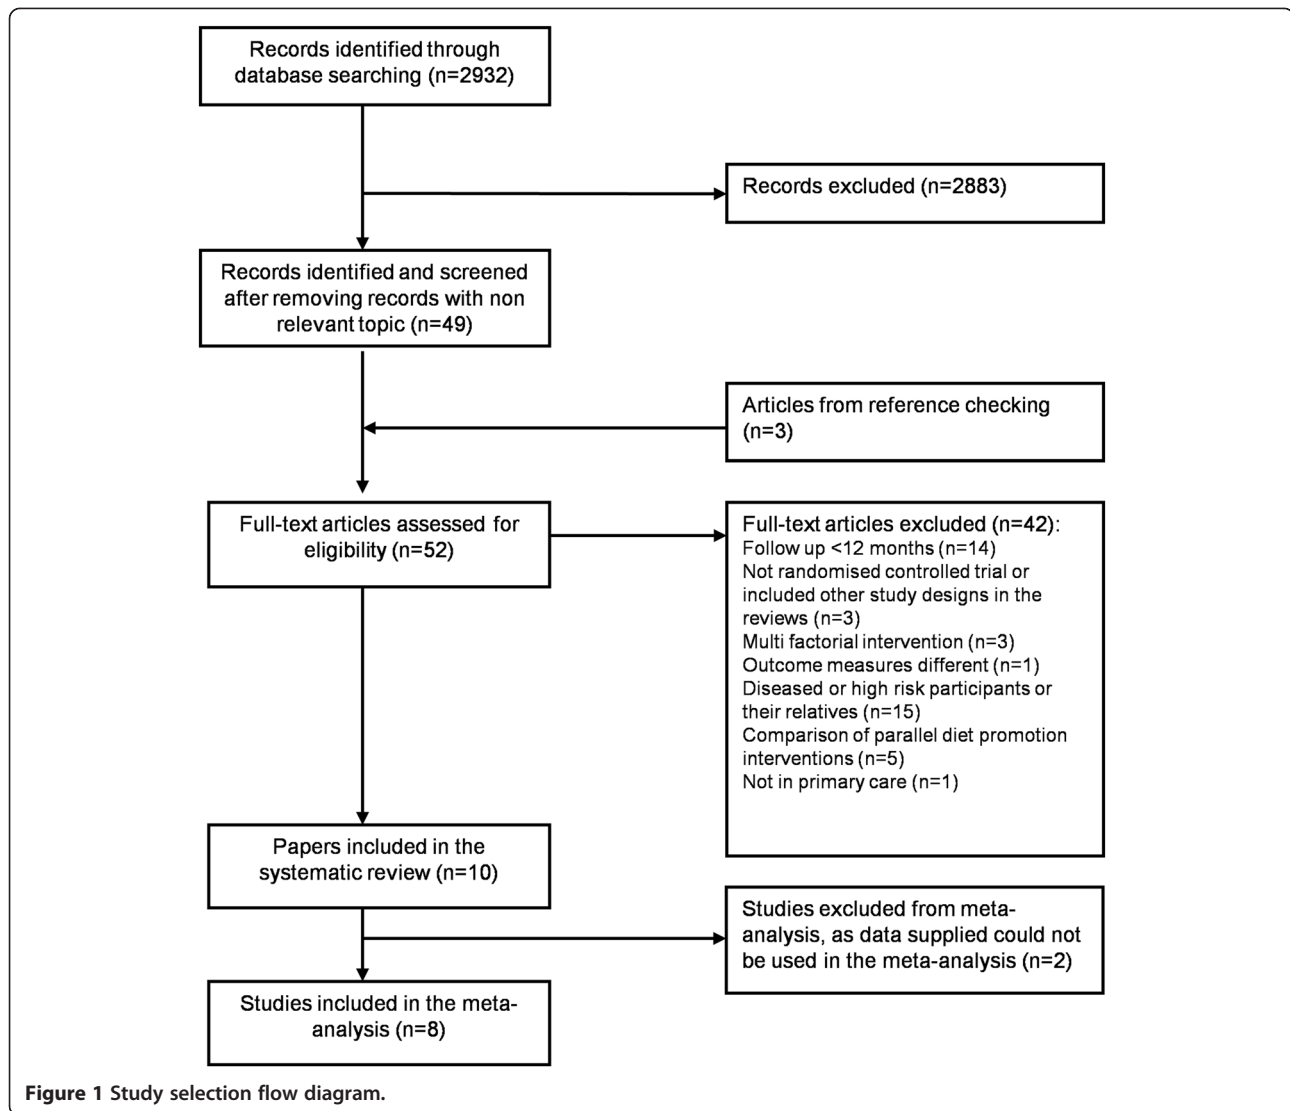 Records identified through
database searching (n=2932)
Records excluded (n=2883)
Records identified and screened
after removing records with non
relevant topic (n=49)
Articles from reference checking
(n=3)
Full-text articles assessed for
eligibility (n=52)
Full-text articles excluded (n=42):
Follow up <12 months (n=14)
Not randomised controlled trial or
included other study designs in the
reviews (n=3)
Multi factorial intervention (n=3)
Outcome measures different (n=1)
Diseased or high risk participants or
their relatives (n=15)
Comparison of parallel diet promotion
interventions (n=5)
Not in primary care (n=1)
Papers included in the
systematic review (n=10)
Studies excluded from meta-
analysis, as data supplied could not
be used in the meta-analysis (n=2)
Studies included in the meta-
analysis (n=8)
Figure 1 Study selection flow diagram.